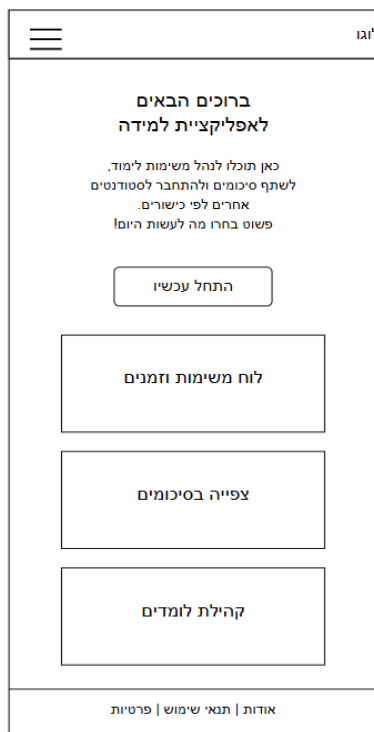 לוגו
ברוכים הבאים
לאפליקציית למידה
כאן תוכלו לנהל משימות לימוד,
לשתף סיכומים ולהתחבר לסטודנטים
אחרים לפי כישורים.
פשוט בחרו מה לעשות היום!
התחל עכשיו
לוח משימות וזמנים
צפייה בסיכומים
קהילת לומדים
אודות | תנאי שימוש | פרטיות